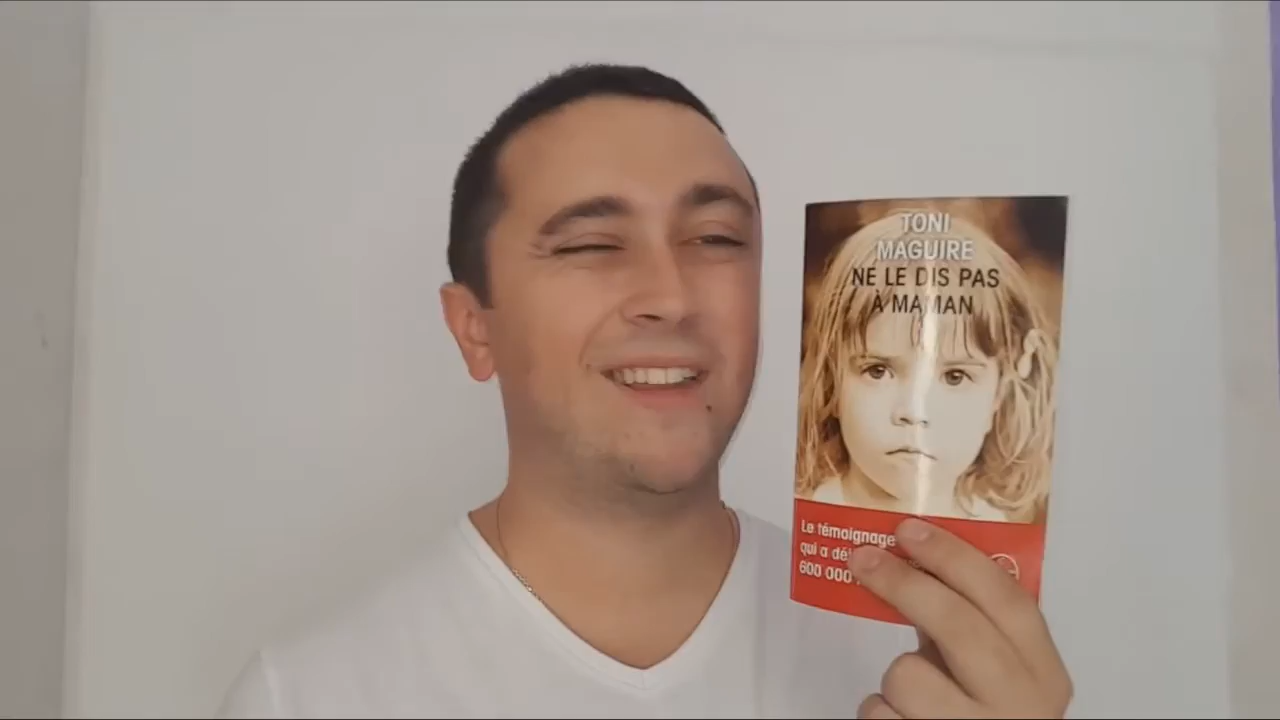 TONI
MAGUIRE
NE LE DIS PAS
À MAMAN
Le témoignage
qui a
600 000